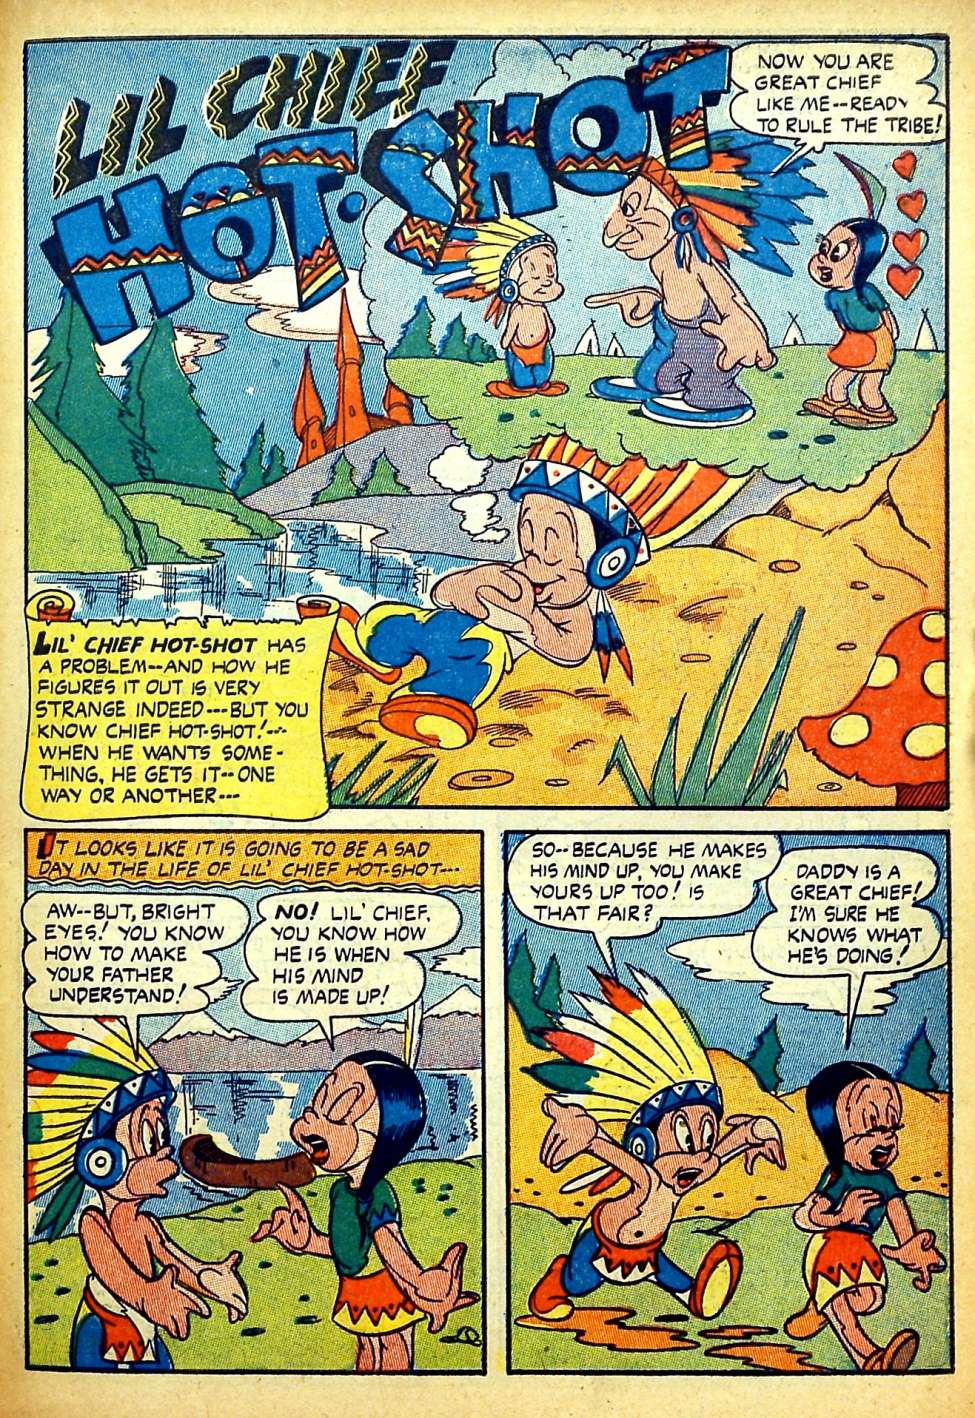 LIL CHIEF
HOT-SHOT
NOW YOU ARE
GREAT CHIEF
LIKE ME--READY
TO RULE THE TRIBE!
LIL' CHIEF HOT-SHOT HAS
A PROBLEM--AND HOW HE
FIGURES IT OUT IS VERY
STRANGE INDEED---BUT YOU
KNOW CHIEF HOT-SHOT!---
WHEN HE WANTS SOME-
THING, HE GETS IT--ONE
WAY OR ANOTHER---
IT LOOKS LIKE IT IS GOING TO BE A SAD
DAY IN THE LIFE OF LIL' CHIEF HOT-SHOT---
AW--BUT, BRIGHT
EYES! YOU KNOW
HOW TO MAKE
YOUR FATHER
UNDERSTAND!
NO! LIL' CHIEF,
YOU KNOW HOW
HE IS WHEN
HIS MIND
IS MADE UP!
SO--BECAUSE HE MAKES
HIS MIND UP, YOU MAKE
YOURS UP TOO! IS
THAT FAIR?
DADDY IS A
GREAT CHIEF!
I'M SURE HE
KNOWS WHAT
HE'S DOING!